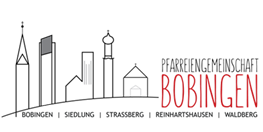 PFARREIENGEMEINSCHAFT
BOBINGEN
BOBINGEN | SIEDLUNG | STRASSBERG | REINHARTSHAUSEN | WALDBERG